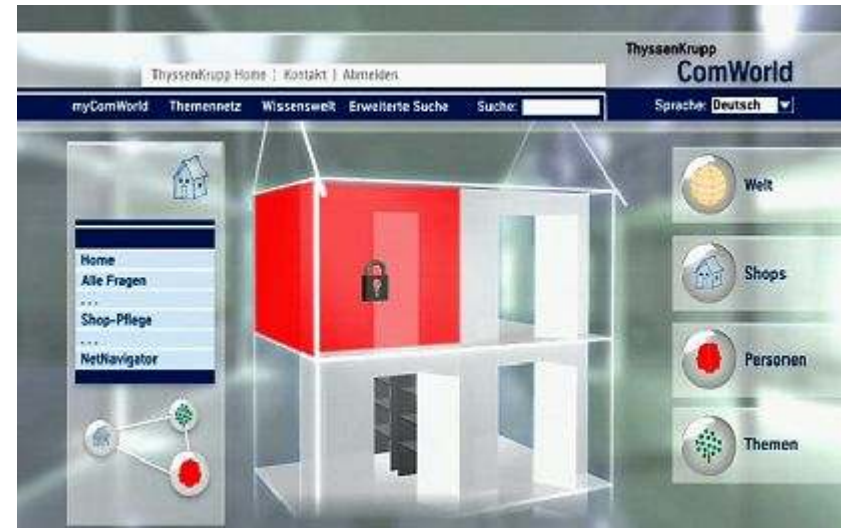 ThyssenKrupp
ComWorld
ThyssenKrupp Home | Kontakt | Abmelden
myComWorld Themennetz Wissenswelt Erweiterte Suche Suche: Sprache: Deutsch
Home
Alle Fragen
...
Shop-Pflege
...
NetNavigator
Welt
Shops
Personen
Themen